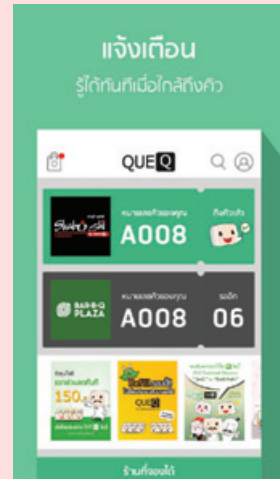 แจ้งเตือน
รู้ได้ทันทีเมื่อใกล้ถึงคิว
QUEQ
Shabushi
หมายเลขคิวของคุณ
A008
ถึงคิวแล้ว
BAR·B·Q
PLAZA
หมายเลขคิวของคุณ
A008
รออีก
06
150.-
QUEQ
ร้านที่จองได้